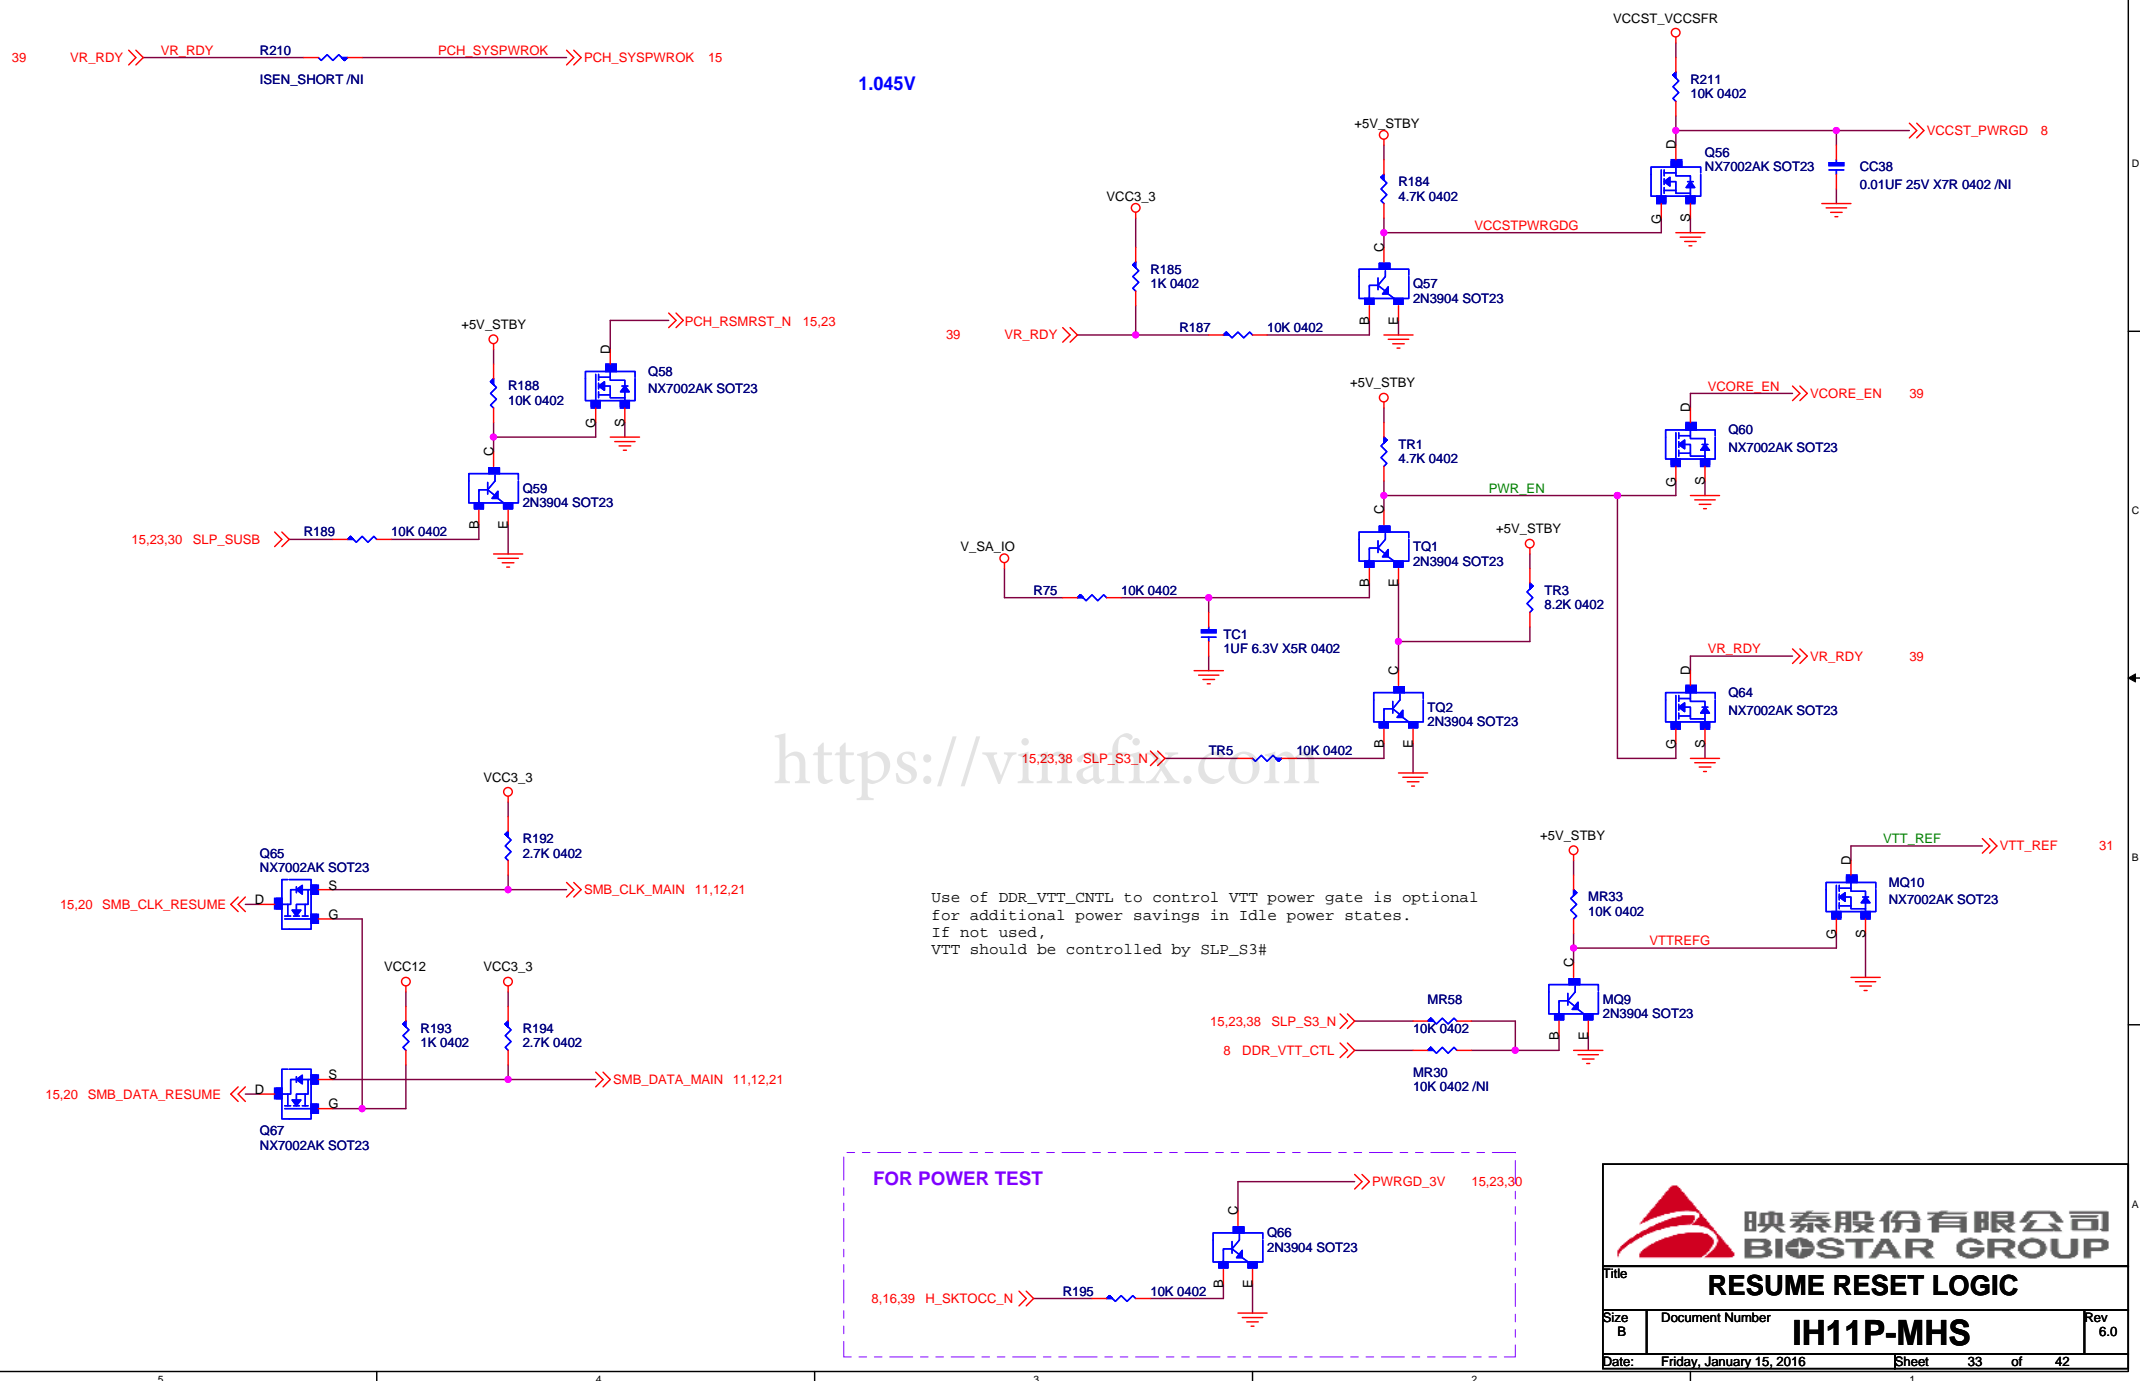 39 VR_RDY VR_RDY R210 PCH_SYSPWROK PCH_SYSPWROK 15
ISEN_SHORT /NI
1.045V
VCCST_VCCSFR
R211
10K 0402
VCCST_PWRGD 8
D
Q56
NX7002AK SOT23
G
S
CC38
0.01UF 25V X7R 0402 /NI
+5V_STBY
R184
4.7K 0402
VCCSTPWRGDG
VCC3_3
R185
1K 0402
C
Q57
2N3904 SOT23
B
E
39 VR_RDY
R187 10K 0402
+5V_STBY
R188
10K 0402
PCH_RSMRST_N 15,23
D
Q58
NX7002AK SOT23
G
S
C
Q59
2N3904 SOT23
B
E
15,23,30 SLP_SUSB
R189 10K 0402
+5V_STBY
TR1
4.7K 0402
PWR_EN
VCORE_EN VCORE_EN 39
D
Q60
NX7002AK SOT23
G
S
C
TQ1
2N3904 SOT23
B
E
+5V_STBY
TR3
8.2K 0402
V_SA_IO
R75 10K 0402
TC1
1UF 6.3V X5R 0402
C
TQ2
2N3904 SOT23
B
E
15,23,38 SLP_S3_N
TR5 10K 0402
VR_RDY VR_RDY 39
D
Q64
NX7002AK SOT23
G
S
https://vinafix.com
VCC3_3
R192
2.7K 0402
Q65
NX7002AK SOT23
S
SMB_CLK_MAIN 11,12,21
15,20 SMB_CLK_RESUME
D
G
VCC12
VCC3_3
R193
1K 0402
R194
2.7K 0402
S
SMB_DATA_MAIN 11,12,21
15,20 SMB_DATA_RESUME
D
G
Q67
NX7002AK SOT23
Use of DDR_VTT_CNTL to control VTT power gate is optional
for additional power savings in Idle power states.
If not used,
VTT should be controlled by SLP_S3#
+5V_STBY
MR33
10K 0402
VTTREFG
VTT_REF VTT_REF 31
D
MQ10
NX7002AK SOT23
G
S
C
MQ9
2N3904 SOT23
B
E
MR58
15,23,38 SLP_S3_N
10K 0402
8 DDR_VTT_CTL
MR30
10K 0402 /NI
FOR POWER TEST
PWRGD_3V 15,23,30
C
Q66
2N3904 SOT23
B
E
8,16,39 H_SKTOCC_N
R195 10K 0402
映泰股份有限公司
BIOSTAR GROUP
Title
RESUME RESET LOGIC
Size
B
Document Number
IH11P-MHS
Rev
6.0
Date: Friday, January 15, 2016 Sheet 33 of 42
D
C
B
A
5 4 3 2 1